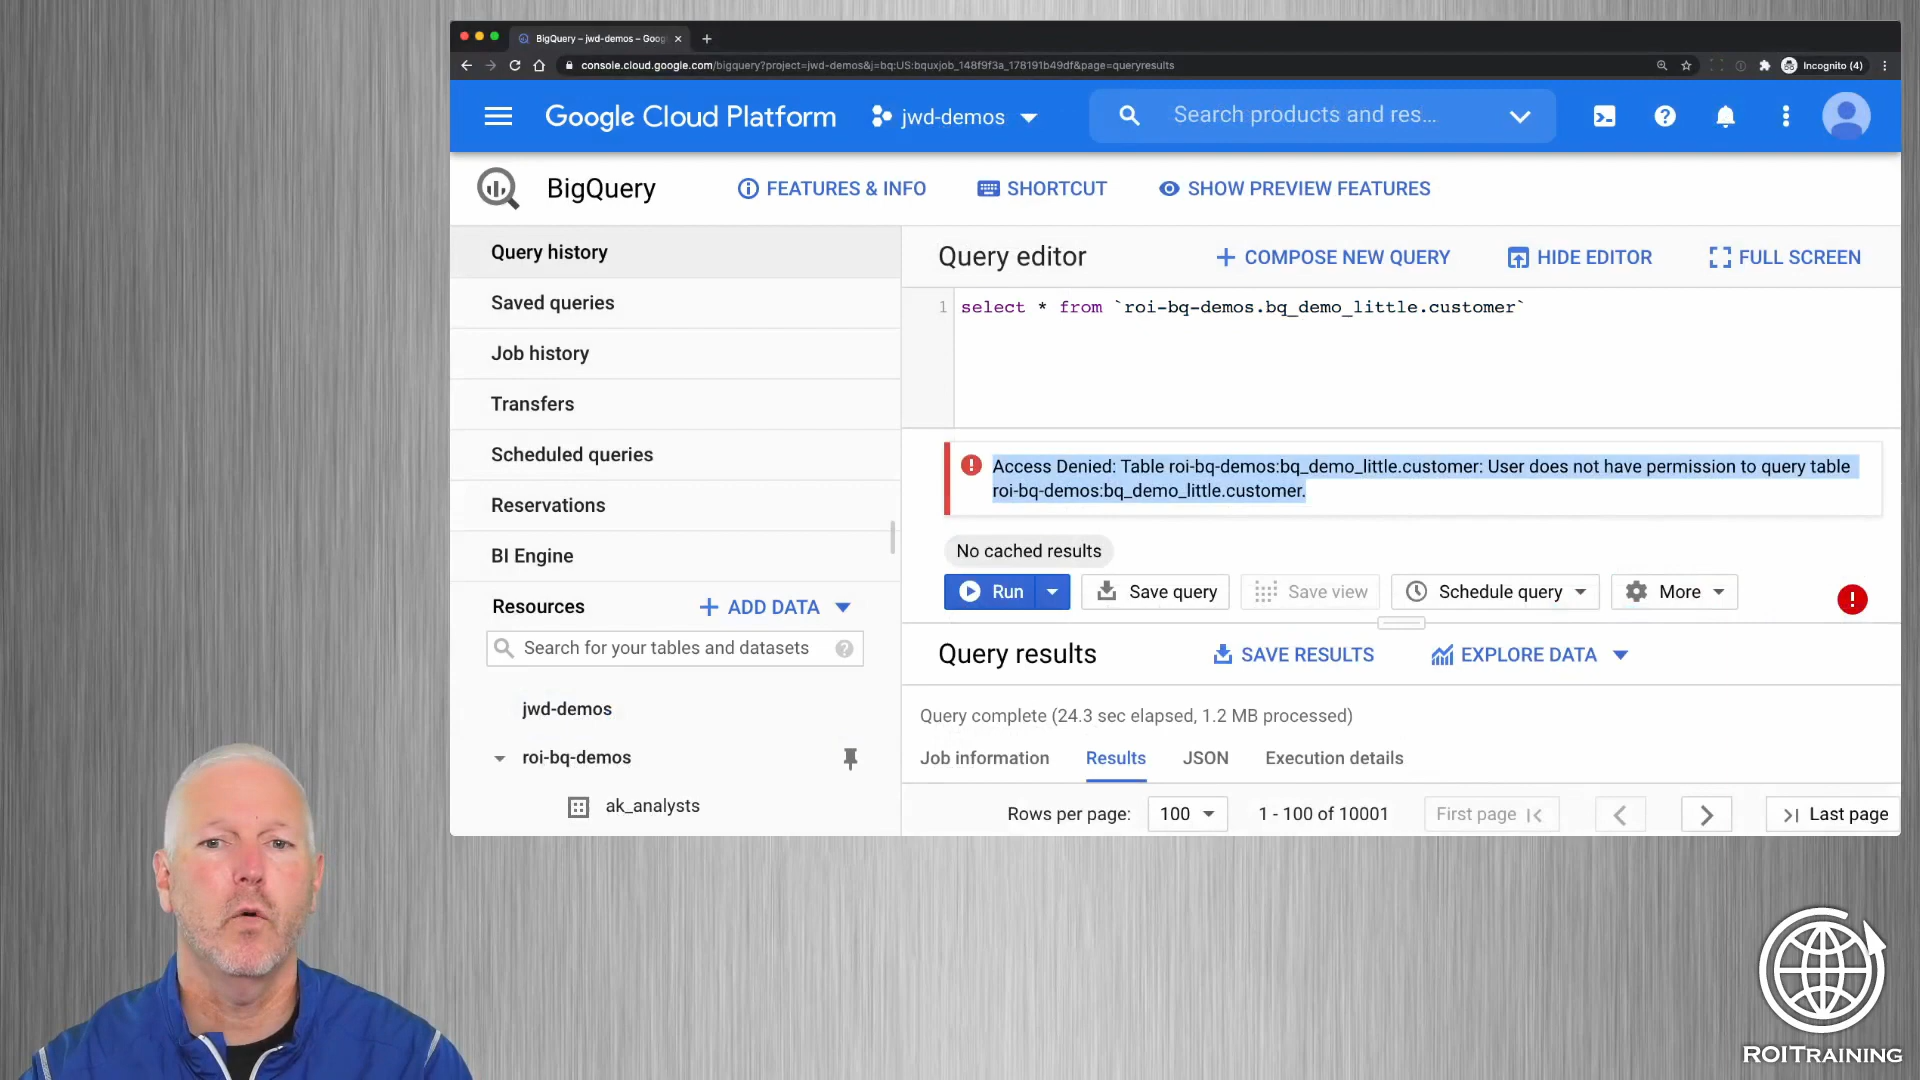 BigQuery – jwd-demos – Goog
console.cloud.google.com/bigquery?project=jwd-demos&j=bq:US:bquxjob_148f9f3a_178191b49df&page=queryresults
Incognito (4)
Google Cloud Platform
jwd-demos
Search products and res...
BigQuery
FEATURES & INFO
SHORTCUT
SHOW PREVIEW FEATURES
Query history
Saved queries
Job history
Transfers
Scheduled queries
Reservations
BI Engine
Resources
ADD DATA
Search for your tables and datasets
jwd-demos
roi-bq-demos
ak_analysts
Query editor
COMPOSE NEW QUERY
HIDE EDITOR
FULL SCREEN
1 select * from `roi-bq-demos.bq_demo_little.customer`
Access Denied: Table roi-bq-demos:bq_demo_little.customer: User does not have permission to query table
roi-bq-demos:bq_demo_little.customer.
No cached results
Run
Save query
Save view
Schedule query
More
Query results
SAVE RESULTS
EXPLORE DATA
Query complete (24.3 sec elapsed, 1.2 MB processed)
Job information
Results
JSON
Execution details
Rows per page: 100
1 - 100 of 10001
First page
Last page
ROITRAINING